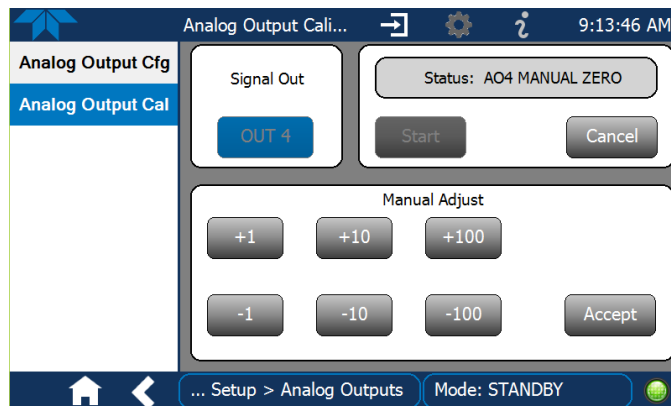 Analog Output Cali... 9:13:46 AM
Analog Output Cfg
Analog Output Cal
Signal Out
OUT 4
Status: AO4 MANUAL ZERO
Start
Cancel
Manual Adjust
+1
+10
+100
-1
-10
-100
Accept
... Setup > Analog Outputs
Mode: STANDBY